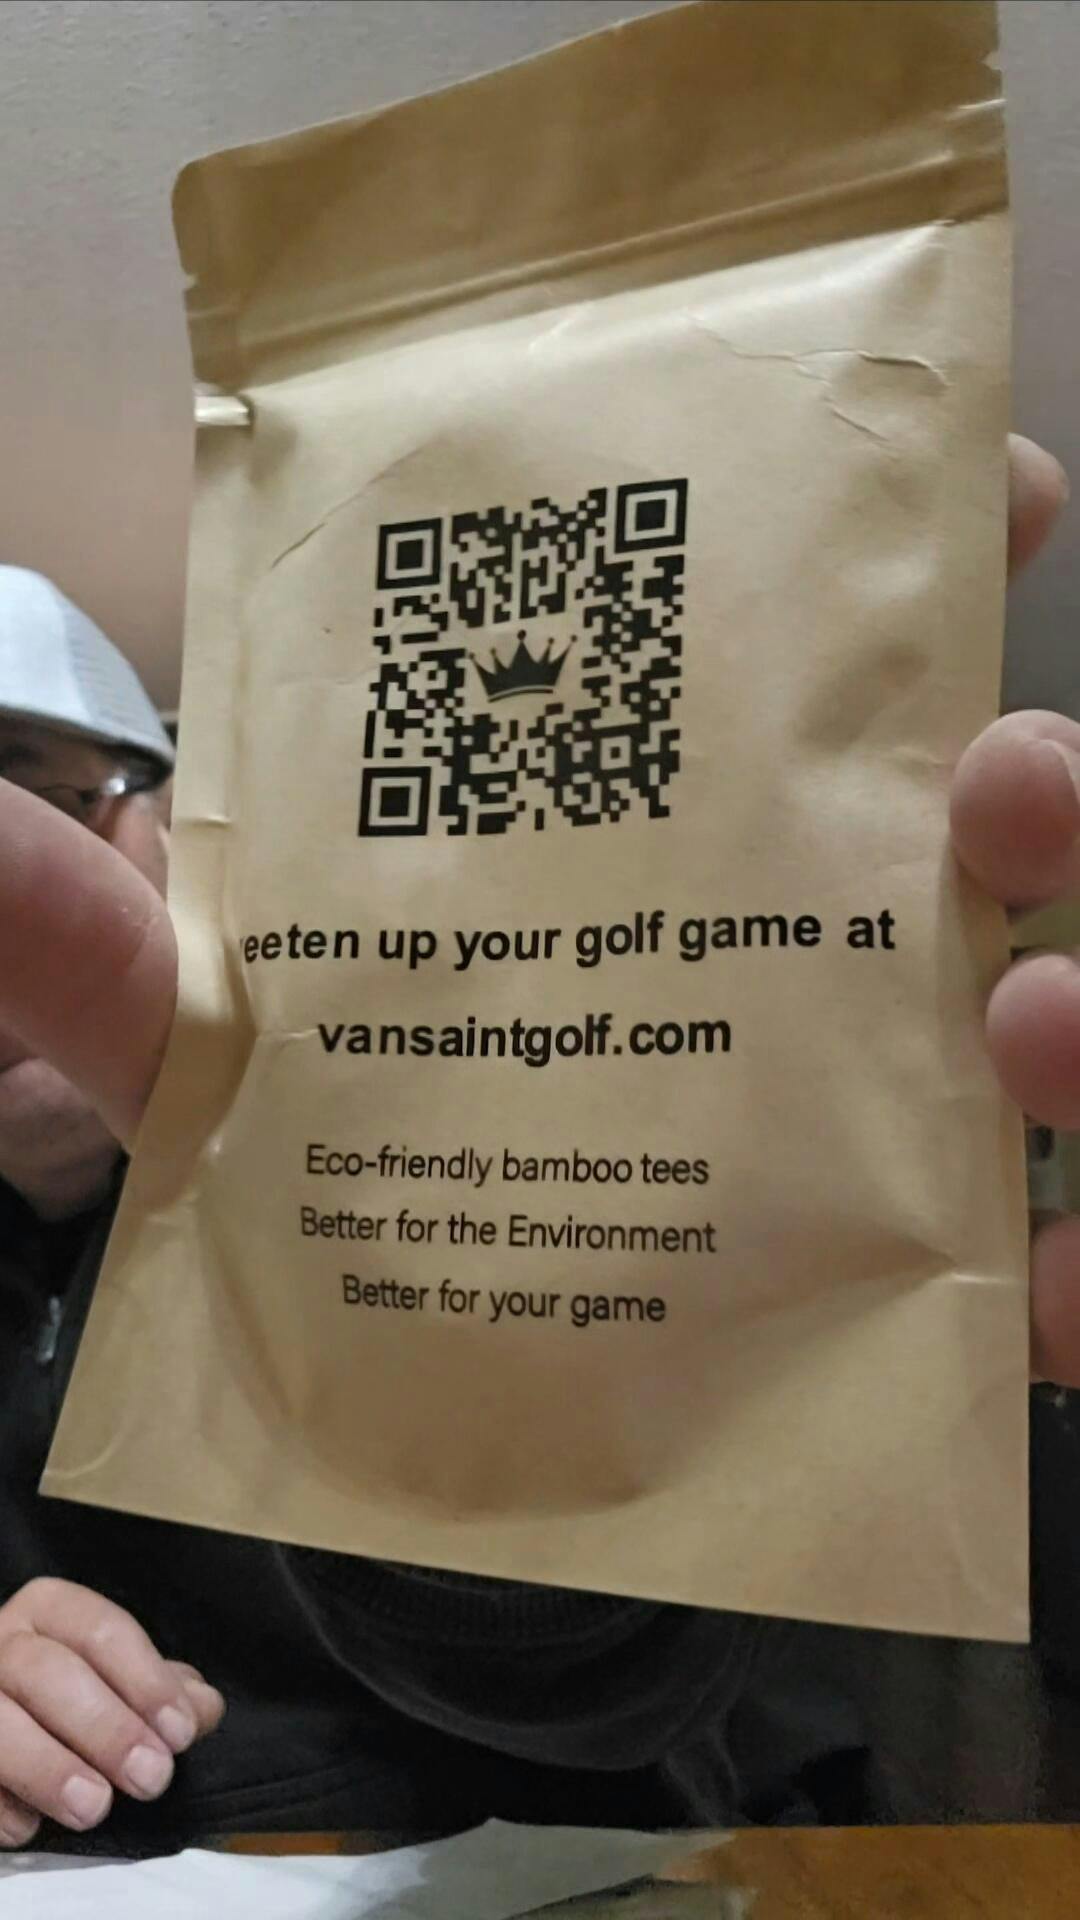 eeten up your golf game at
vansaintgolf.com
Eco-friendly bamboo tees
Better for the Environment
Better for your game